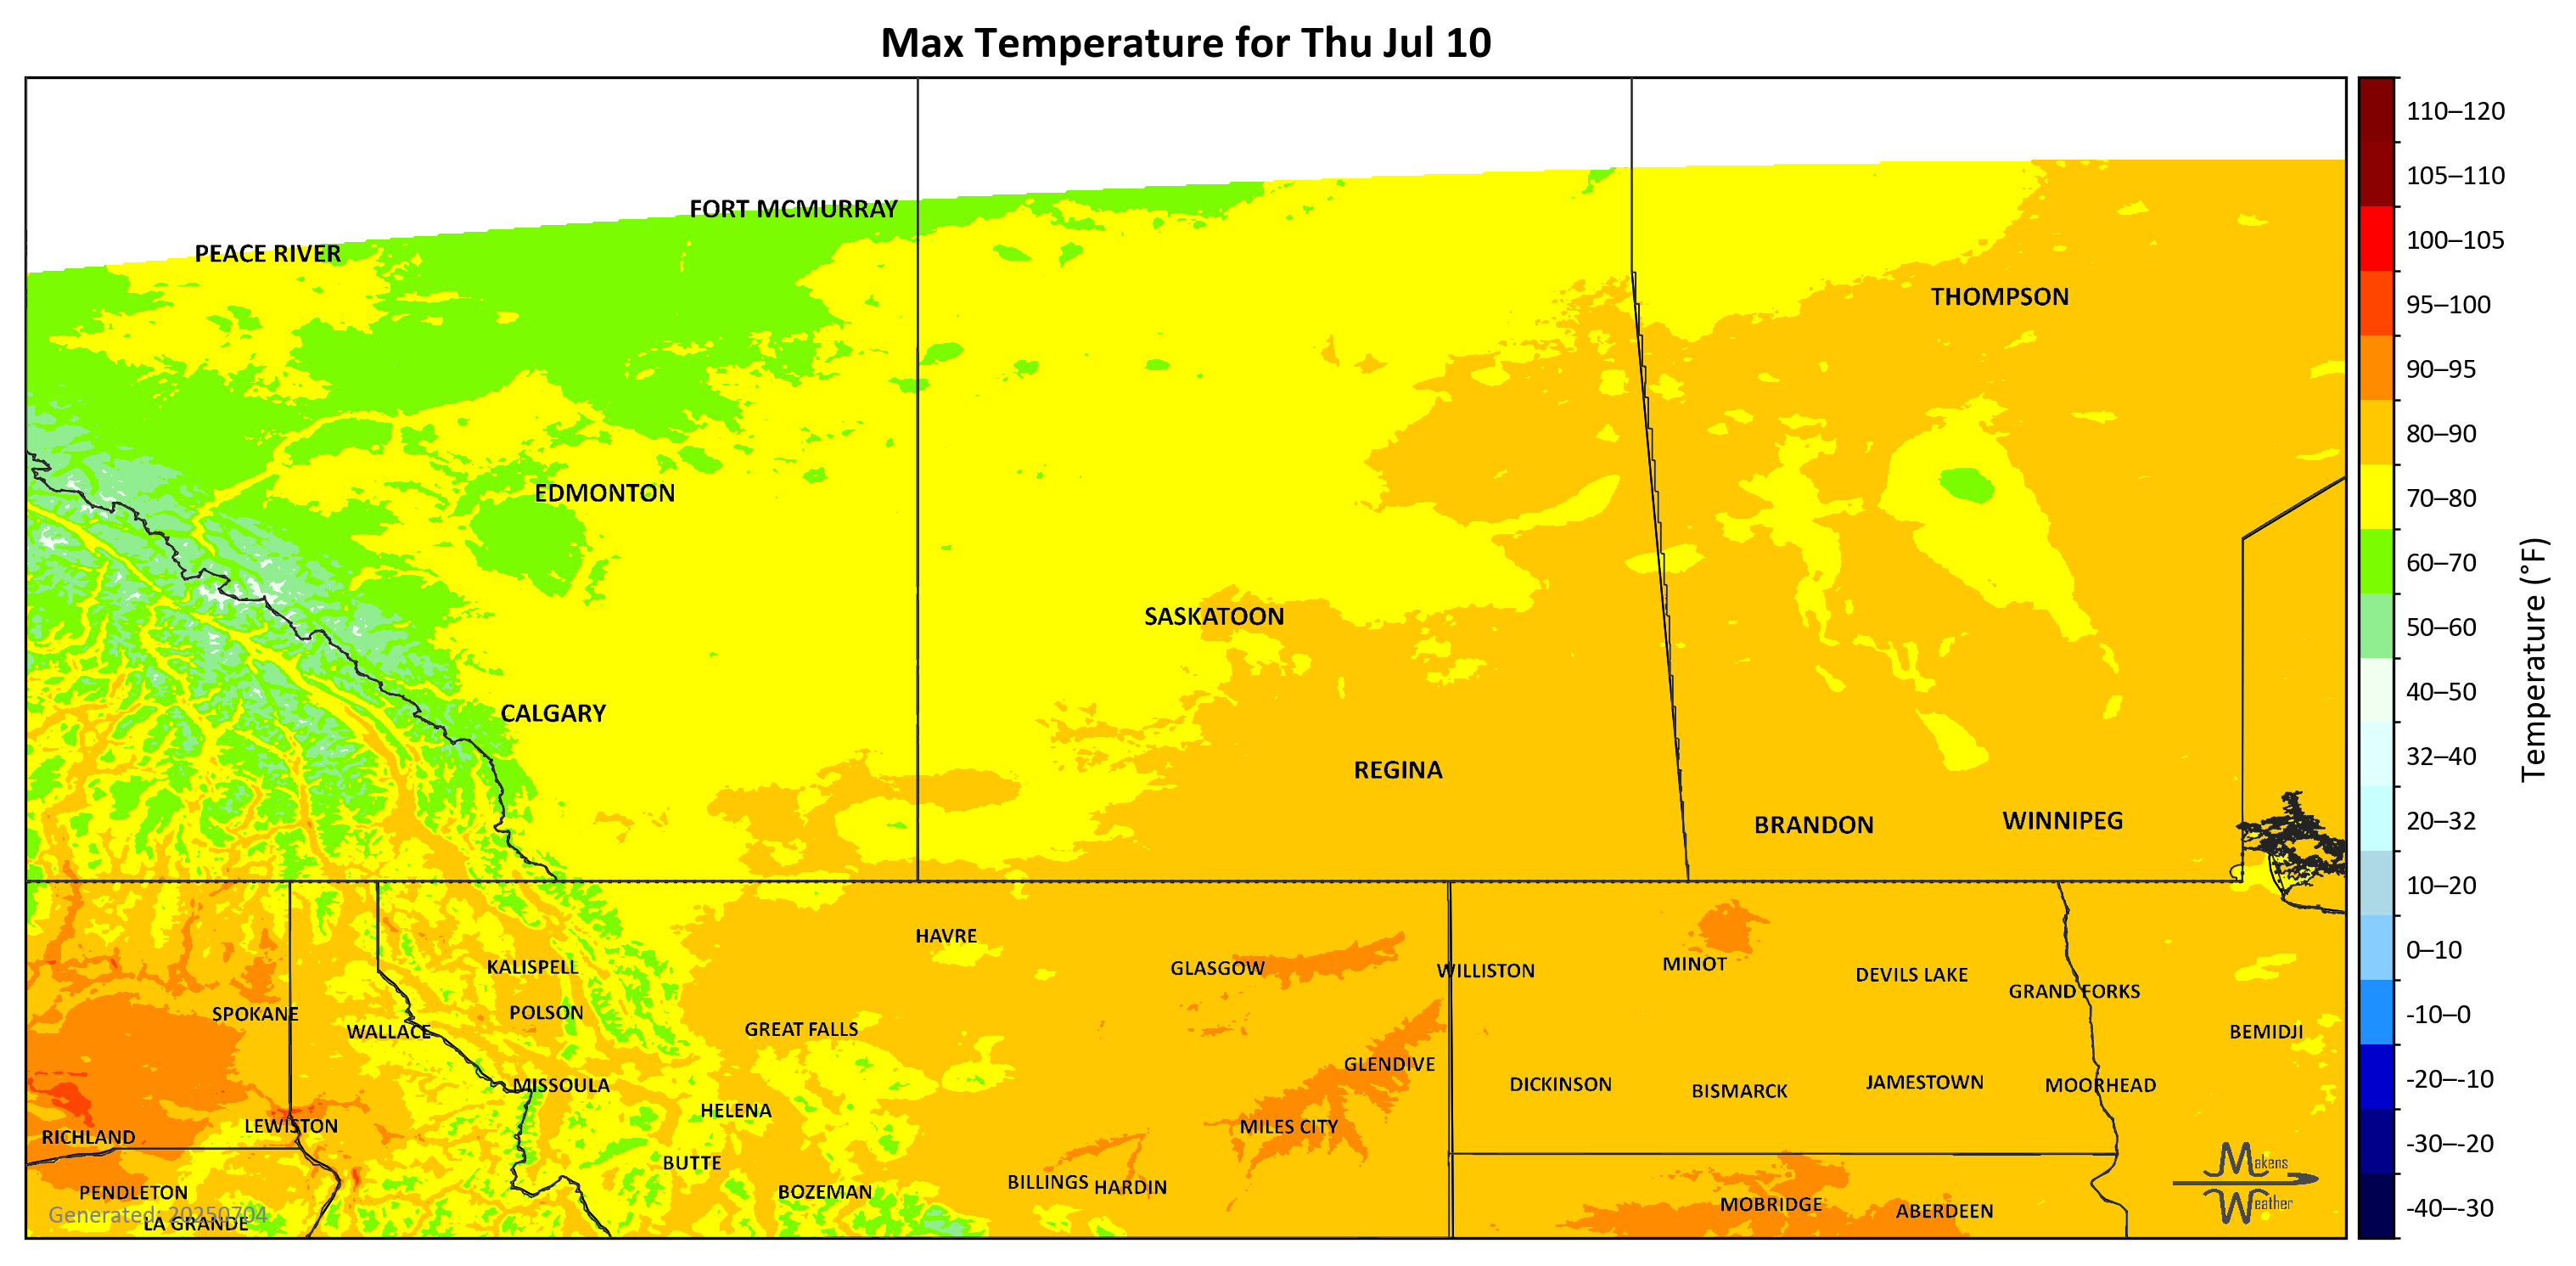 Max Temperature for Thu Jul 10
FORT MCMURRAY
PEACE RIVER
THOMPSON
EDMONTON
SASKATOON
CALGARY
REGINA
BRANDON
WINNIPEG
HAVRE
KALISPELL
GLASGOW
WILLISTON
MINOT
DEVILS LAKE
GRAND FORKS
SPOKANE
POLSON
WALLACE
GREAT FALLS
BEMIDJI
GLENDIVE
MISSOULA
DICKINSON
BISMARCK
JAMESTOWN
MOORHEAD
HELENA
LEWISTON
MILES CITY
RICHLAND
BUTTE
BILLINGS
HARDIN
PENDLETON
BOZEMAN
MOBRIDGE
ABERDEEN
Generated: 20250704
LA GRANDE
Makens
Weather
110–120
105–110
100–105
95–100
90–95
80–90
70–80
60–70
50–60
40–50
32–40
20–32
10–20
0–10
-10–0
-20–-10
-30–-20
-40–-30
Temperature (°F)